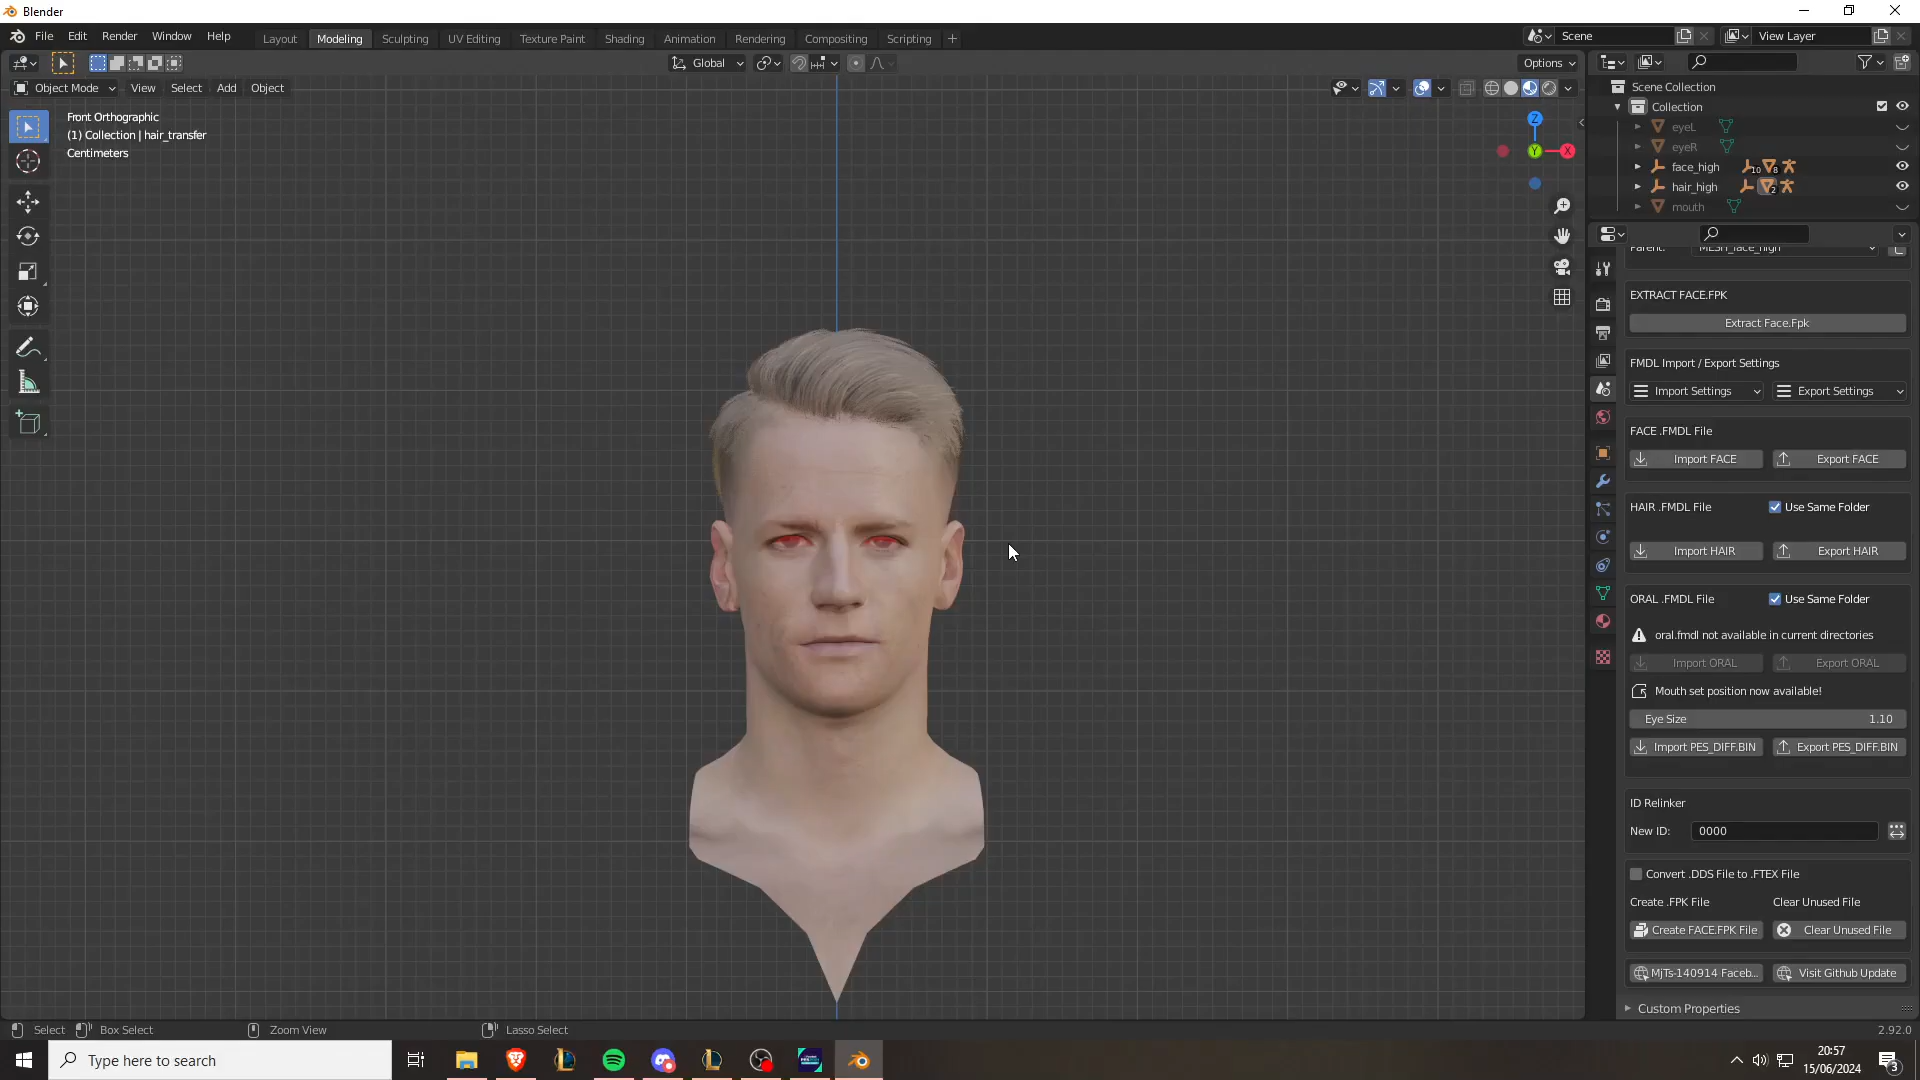 Blender
File Edit Render Window Help
Layout Modeling Sculpting UV Editing Texture Paint Shading Animation Rendering Compositing Scripting +
Scene
View Layer
Global
Options
Object Mode View Select Add Object
Front Orthographic
(1) Collection | hair_transfer
Centimeters
Z
Y
X
Scene Collection
Collection
eyeL
eyeR
face_high 10 8
hair_high 2
mouth
Parent: MESH_face_high
EXTRACT FACE.FPK
Extract Face.Fpk
FMDL Import / Export Settings
Import Settings Export Settings
FACE .FMDL File
Import FACE Export FACE
HAIR .FMDL File Use Same Folder
Import HAIR Export HAIR
ORAL .FMDL File Use Same Folder
oral.fmdl not available in current directories
Import ORAL Export ORAL
Mouth set position now available!
Eye Size 1.10
Import PES_DIFF.BIN Export PES_DIFF.BIN
ID Relinker
New ID: 0000
Convert .DDS File to .FTEX File
Create .FPK File Clear Unused File
Create FACE.FPK File Clear Unused File
MjTs-140914 Faceb... Visit Github Update
Custom Properties
Select Box Select Zoom View Lasso Select
2.92.0
Type here to search
20:57
15/06/2024
3